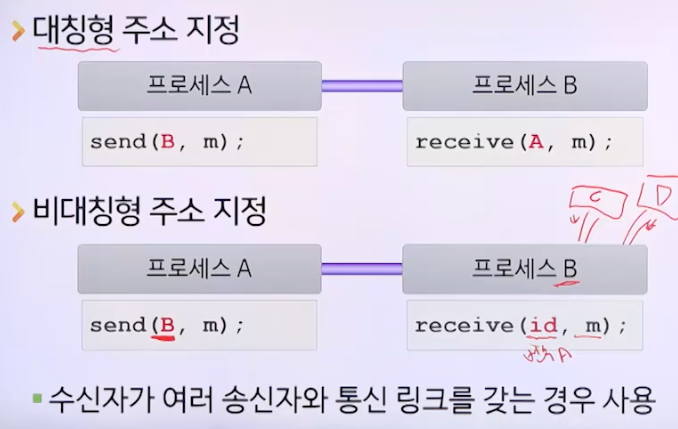 대칭형 주소 지정
프로세스 A 프로세스 B
send(B, m); receive(A, m);
비대칭형 주소 지정
C D
프로세스 A 프로세스 B
send(B, m); receive(id, m);
변수 A
수신자가 여러 송신자와 통신 링크를 갖는 경우 사용